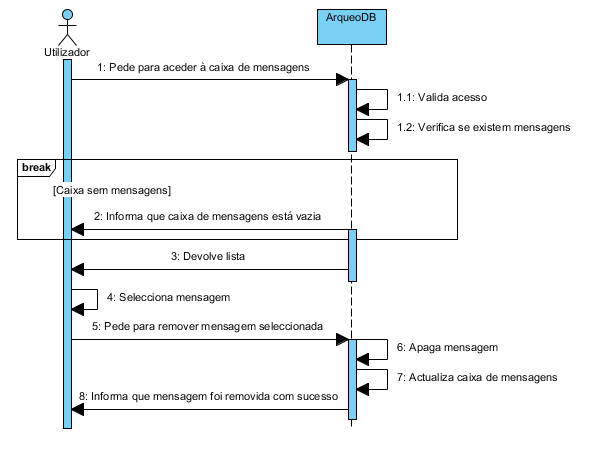 ArqueoDB
Utilizador
1: Pede para aceder à caixa de mensagens
1.1: Valida acesso
1.2: Verifica se existem mensagens
break
[Caixa sem mensagens]
2: Informa que caixa de mensagens está vazia
3: Devolve lista
4: Selecciona mensagem
5: Pede para remover mensagem seleccionada
6: Apaga mensagem
7: Actualiza caixa de mensagens
8: Informa que mensagem foi removida com sucesso